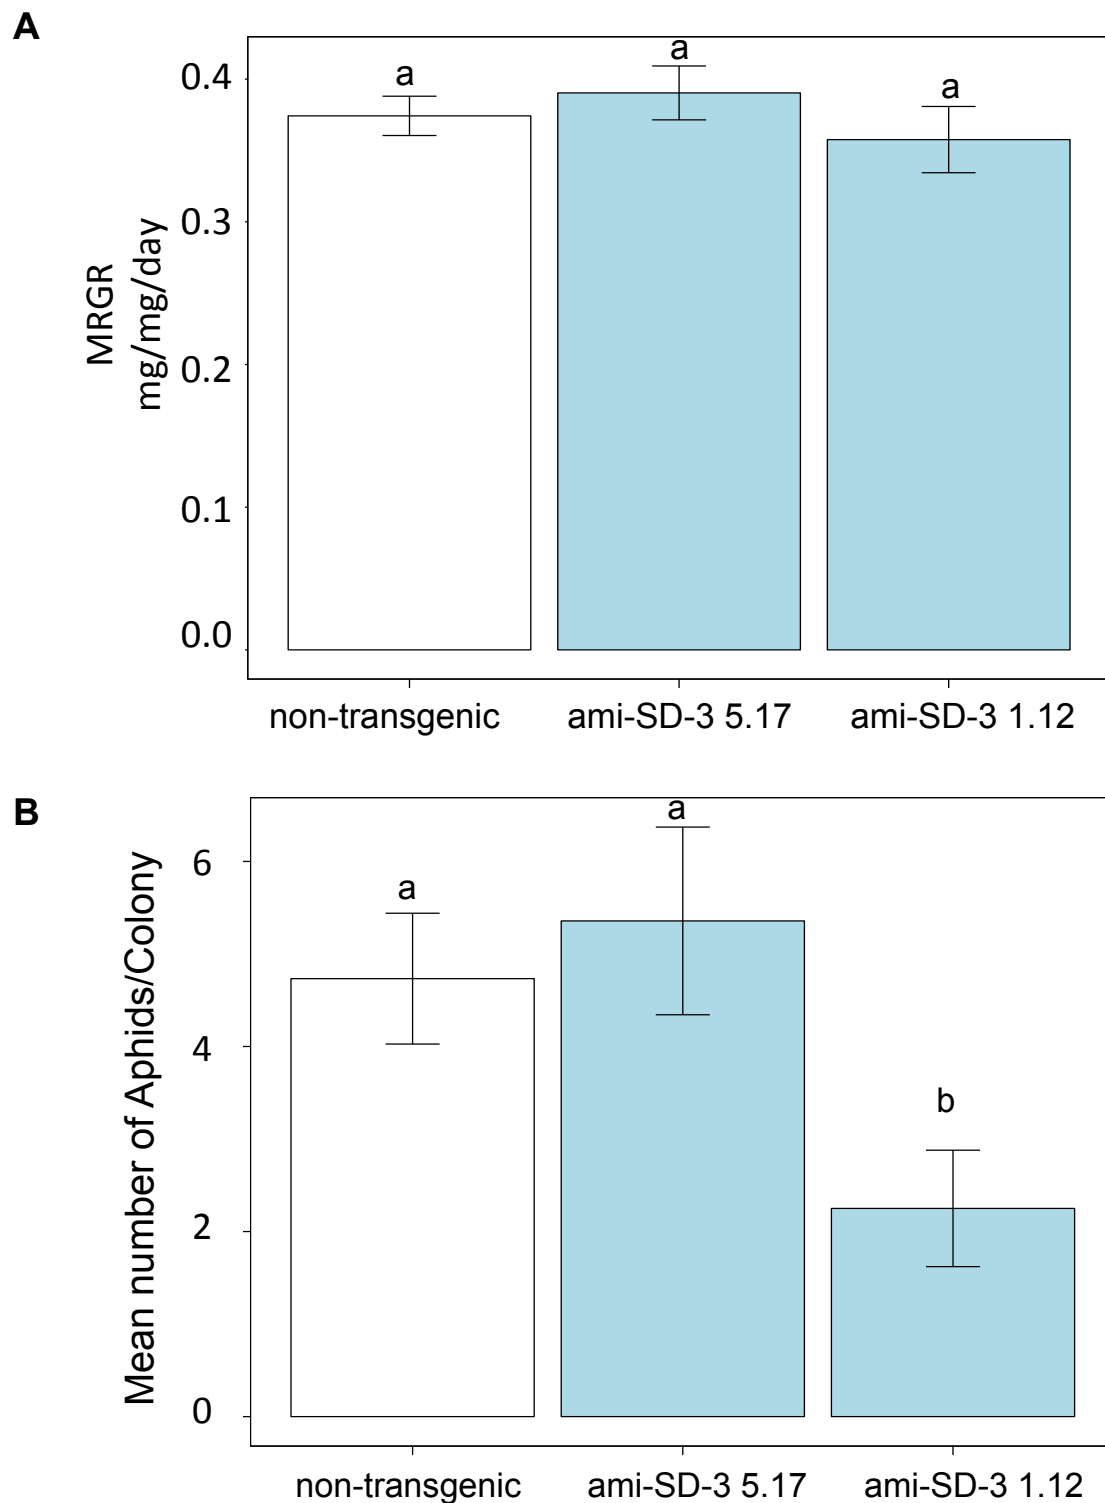 A
MRGR
mg/mg/day
0.4
0.3
0.2
0.1
0.0
a
a
a
non-transgenic
ami-SD-3 5.17
ami-SD-3 1.12
B
Mean number of Aphids/Colony
6
4
2
0
a
a
b
non-transgenic
ami-SD-3 5.17
ami-SD-3 1.12